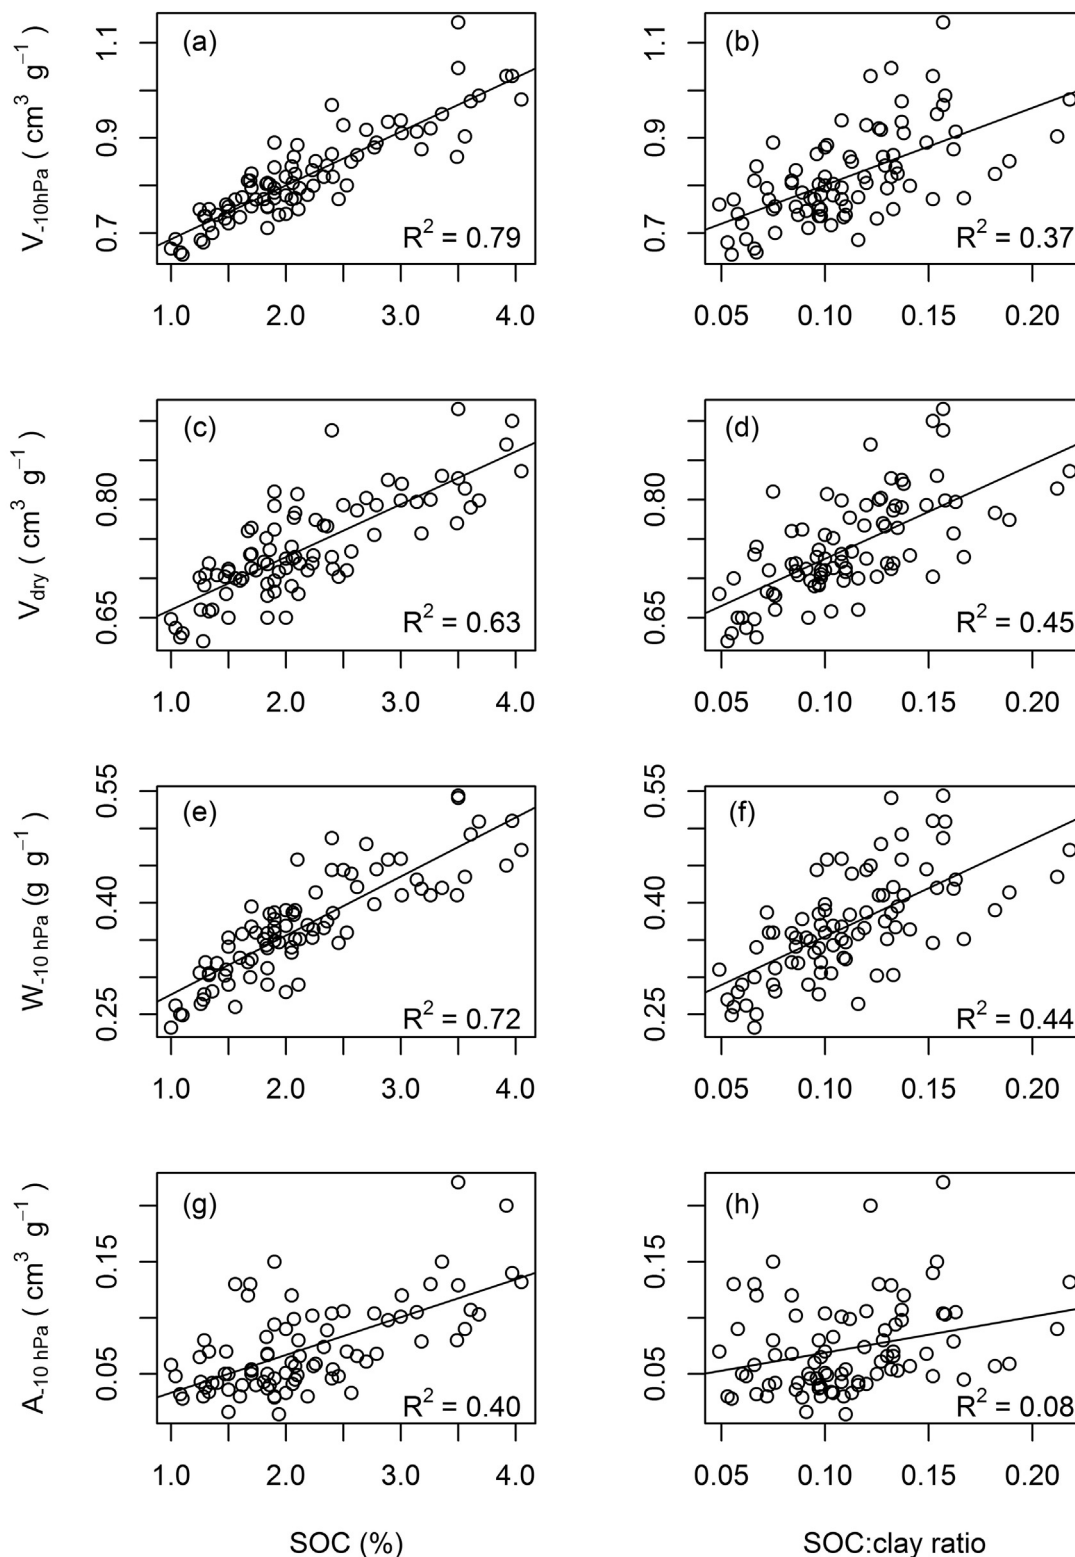 V-10hPa ( cm³ g⁻¹)
1.1
0.9
0.7
(a)
R² = 0.79
1.0 2.0 3.0 4.0
1.1
0.9
0.7
(b)
R² = 0.37
0.05 0.10 0.15 0.20
Vdry ( cm³ g⁻¹)
0.80
0.65
(c)
R² = 0.63
1.0 2.0 3.0 4.0
0.80
0.65
(d)
R² = 0.45
0.05 0.10 0.15 0.20
W-10 hPa (g g⁻¹)
0.55
0.40
0.25
(e)
R² = 0.72
1.0 2.0 3.0 4.0
0.55
0.40
0.25
(f)
R² = 0.44
0.05 0.10 0.15 0.20
A-10 hPa ( cm³ g⁻¹)
0.15
0.05
(g)
R² = 0.40
1.0 2.0 3.0 4.0
0.15
0.05
(h)
R² = 0.08
0.05 0.10 0.15 0.20
SOC (%)
SOC:clay ratio